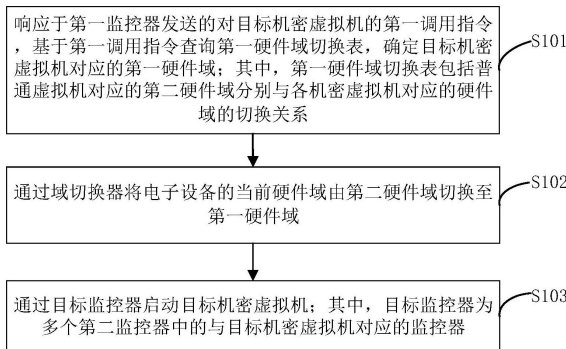 响应于第一监控器发送的对目标机密虚拟机的第一调用指令
，基于第一调用指令查询第一硬件域切换表，确定目标机密
虚拟机对应的第一硬件域；其中，第一硬件域切换表包括普
通虚拟机对应的第二硬件域分别与各机密虚拟机对应的硬件
域的切换关系
S101
通过域切换器将电子设备的当前硬件域由第二硬件域切换至
第一硬件域
S102
通过目标监控器启动目标机密虚拟机；其中，目标监控器为
多个第二监控器中的与目标机密虚拟机对应的监控器
S103